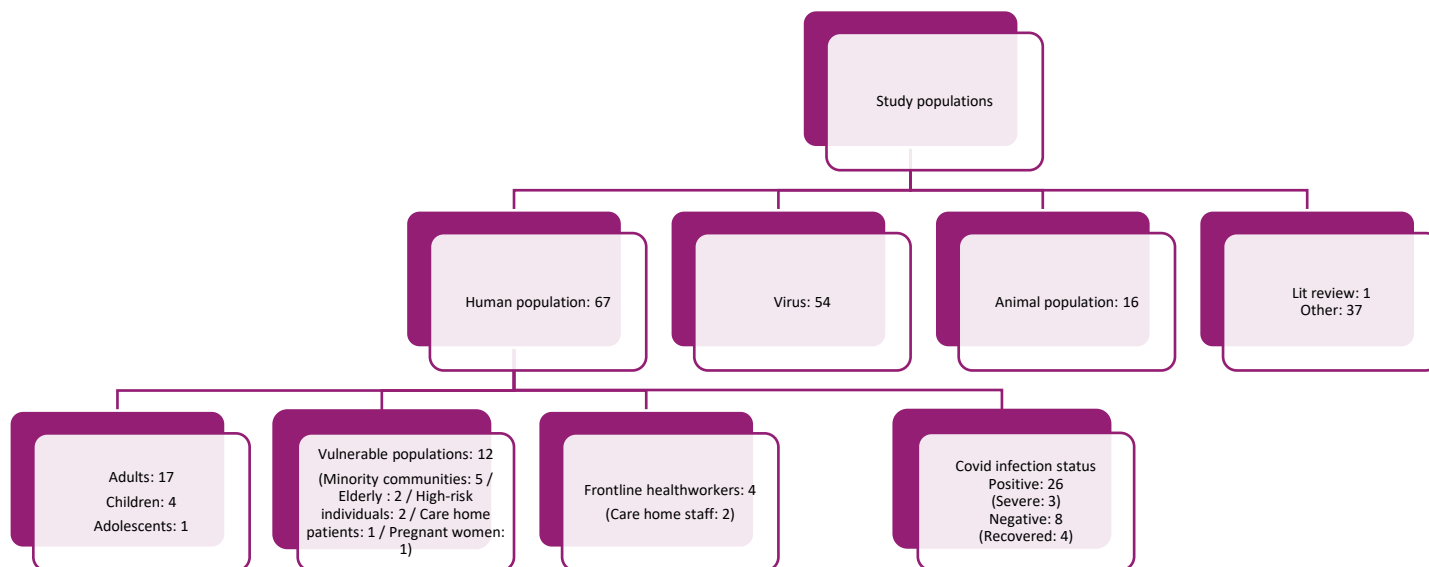 Study populations
Human population: 67
Virus: 54
Animal population: 16
Lit review: 1
Other: 37
Adults: 17
Children: 4
Adolescents: 1
Vulnerable populations: 12
(Minority communities: 5 /
Elderly : 2 / High-risk
individuals: 2 / Care home
patients: 1 / Pregnant women:
1)
Frontline healthworkers: 4
(Care home staff: 2)
Covid infection status
Positive: 26
(Severe: 3)
Negative: 8
(Recovered: 4)